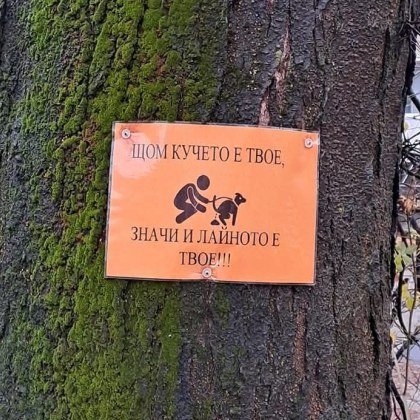 ЩОМ КУЧЕТО Е ТВОЕ,
ЗНАЧИ И ЛАЙНОТО Е
ТВОЕ!!!